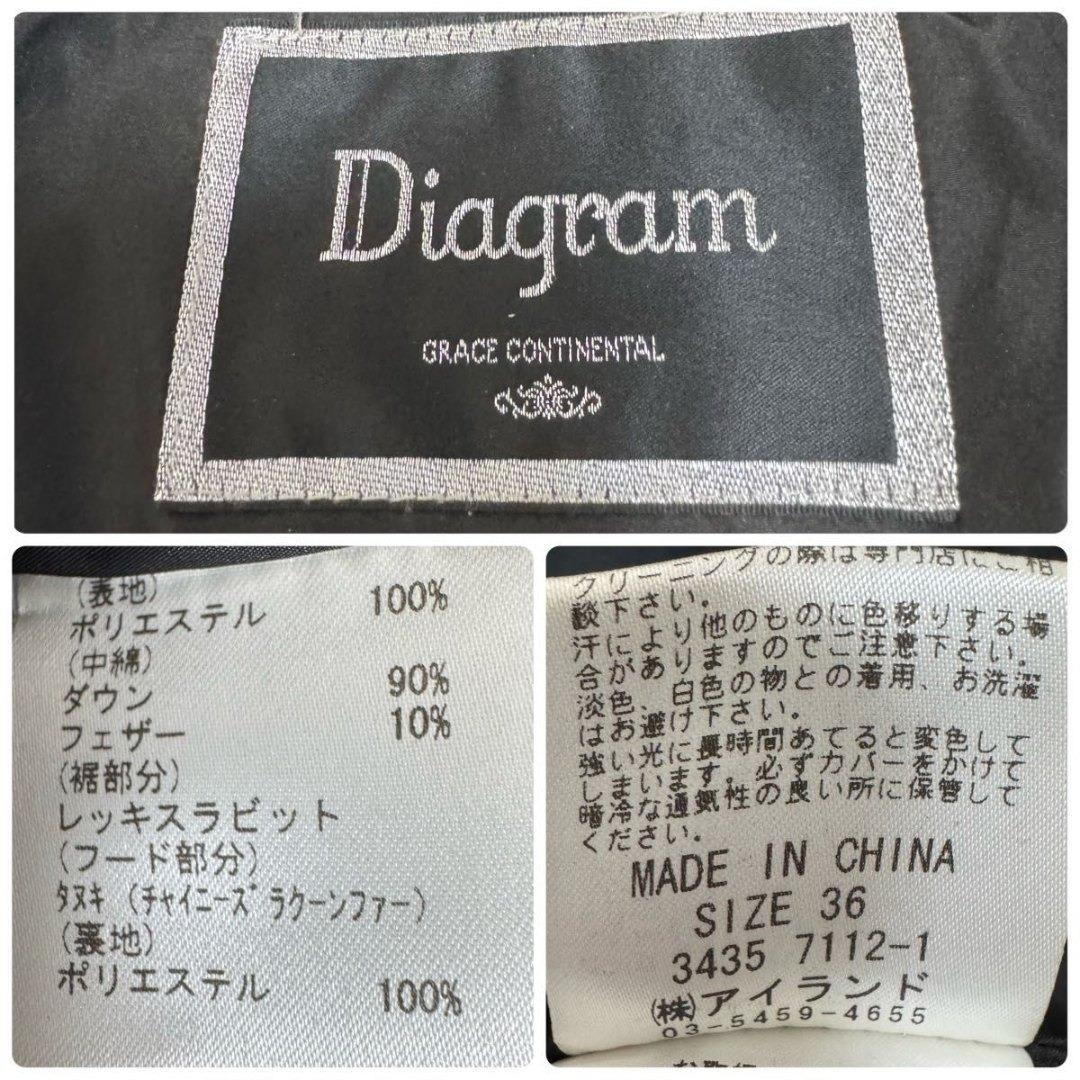 Diagram
GRACE CONTINENTAL
(表地)
ポリエステル 100%
(中綿)
ダウン 90%
フェザー 10%
(裾部分)
レッキスラビット
(フード部分)
タヌキ (チャイニーズラクーンファー)
(裏地)
ポリエステル 100%
クリーニングの際は専門店にご相
談下さい。
汗により他のものに色移りする場
合がありますのでご注意下さい。
淡色、白色の物との着用、お洗濯
はお避け下さい。
強い光に長時間あてると変色して
しまいます。必ずカバーをかけて
暗冷な通気性の良い所に保管して
ください。
MADE IN CHINA
SIZE 36
3435 7112-1
(株)アイランド
03-5459-4655